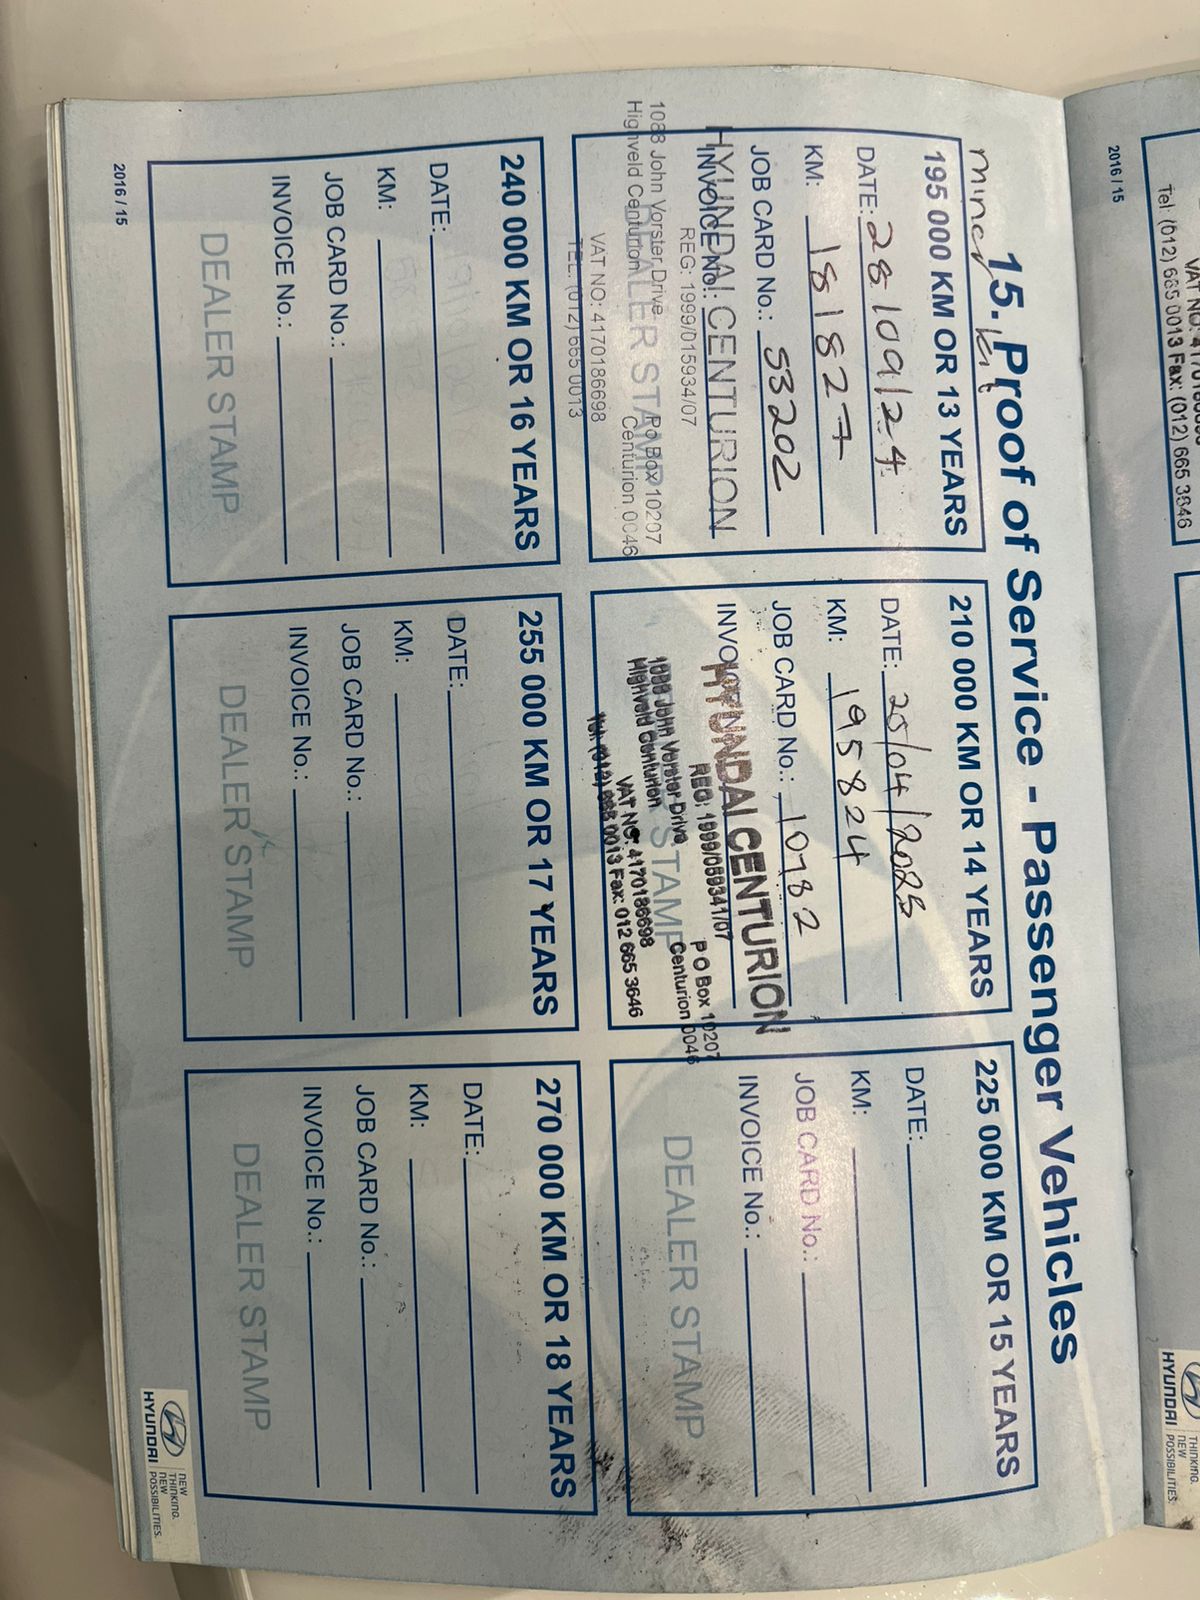 15. Proof of Service - Passenger Vehicles
195 000 KM OR 13 YEARS
DATE: 28/09/24
KM: 181827
JOB CARD No.: 53202
INVOICE No.:
HYUNDAI CENTURION
REG: 1999/015934/07
1088 John Vorster Drive
Highveld Centurion
Po Box 10207
Centurion 0046
DEALER STAMP
VAT NO: 4170186698
TEL: (012) 665 0013
210 000 KM OR 14 YEARS
DATE: 25/04/2025
KM: 195824
JOB CARD No.: 10782
HYUNDAI CENTURION
REG: 1999/059341/07
1088 John Vorster Drive
Highveld Centurion
P O Box 10207
Centurion 0046
STAMP
VAT NO: 4170186698
Tel: (012) 665 0013 Fax: 012 665 3646
225 000 KM OR 15 YEARS
DATE:
KM:
JOB CARD No.:
INVOICE No.:
DEALER STAMP
240 000 KM OR 16 YEARS
DATE:
KM:
JOB CARD No.:
INVOICE No.:
DEALER STAMP
255 000 KM OR 17 YEARS
DATE:
KM:
JOB CARD No.:
INVOICE No.:
DEALER STAMP
270 000 KM OR 18 YEARS
DATE:
KM:
JOB CARD No.:
INVOICE No.:
DEALER STAMP
2016 / 15
HYUNDAI
NEW
THINKING.
NEW
POSSIBILITIES.
Tel: (012) 665 0013 Fax: (012) 665 3646
2016 / 15
HYUNDAI
THINKING.
NEW
POSSIBILITIES.